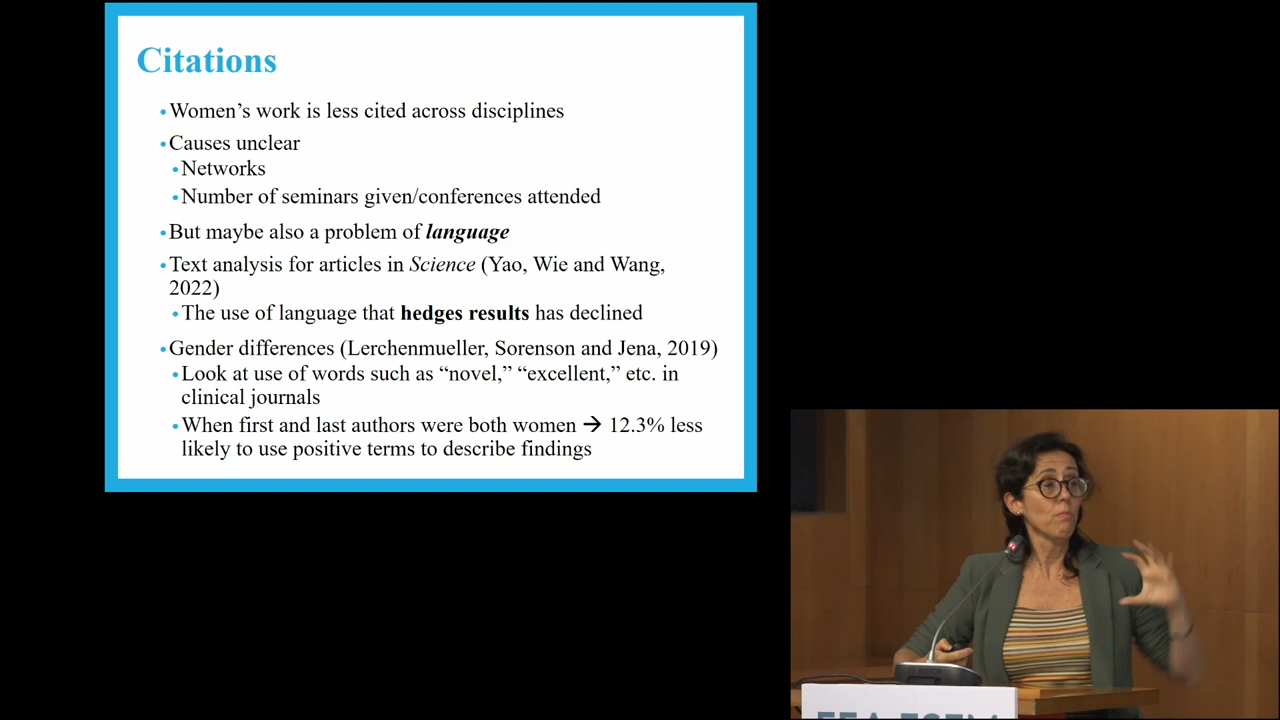 Citations
•Women’s work is less cited across disciplines
•Causes unclear
•Networks
•Number of seminars given/conferences attended
•But maybe also a problem of language
•Text analysis for articles in Science (Yao, Wie and Wang,
2022)
•The use of language that hedges results has declined
•Gender differences (Lerchenmueller, Sorenson and Jena, 2019)
•Look at use of words such as “novel,” “excellent,” etc. in
clinical journals
•When first and last authors were both women → 12.3% less
likely to use positive terms to describe findings
BOSCH
EEA ESEM